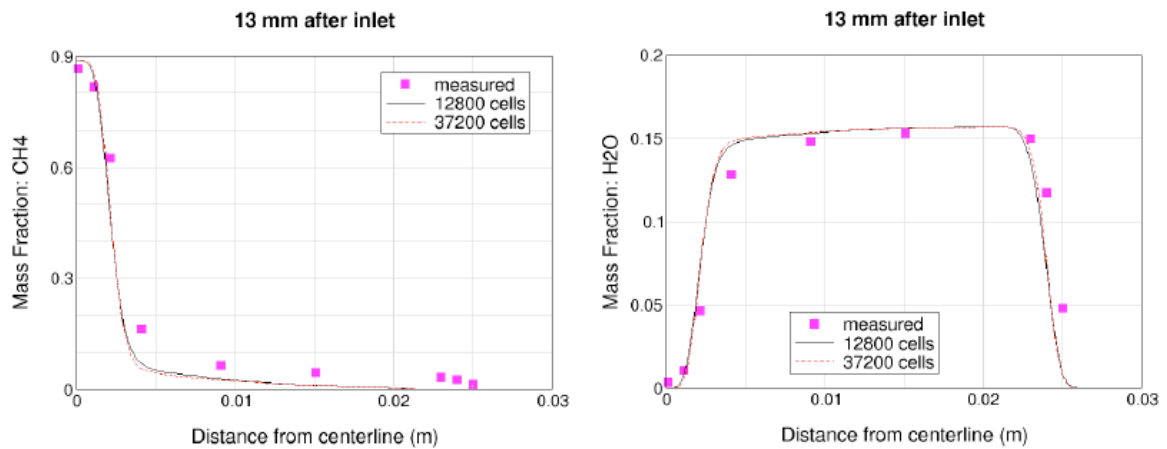 13 mm after inlet
0.9
0.6
0.3
0
0
0.01
0.02
0.03
Mass Fraction: CH4
Distance from centerline (m)
measured
12800 cells
37200 cells
13 mm after inlet
0.2
0.15
0.1
0.05
0
0
0.01
0.02
0.03
Mass Fraction: H2O
Distance from centerline (m)
measured
12800 cells
37200 cells